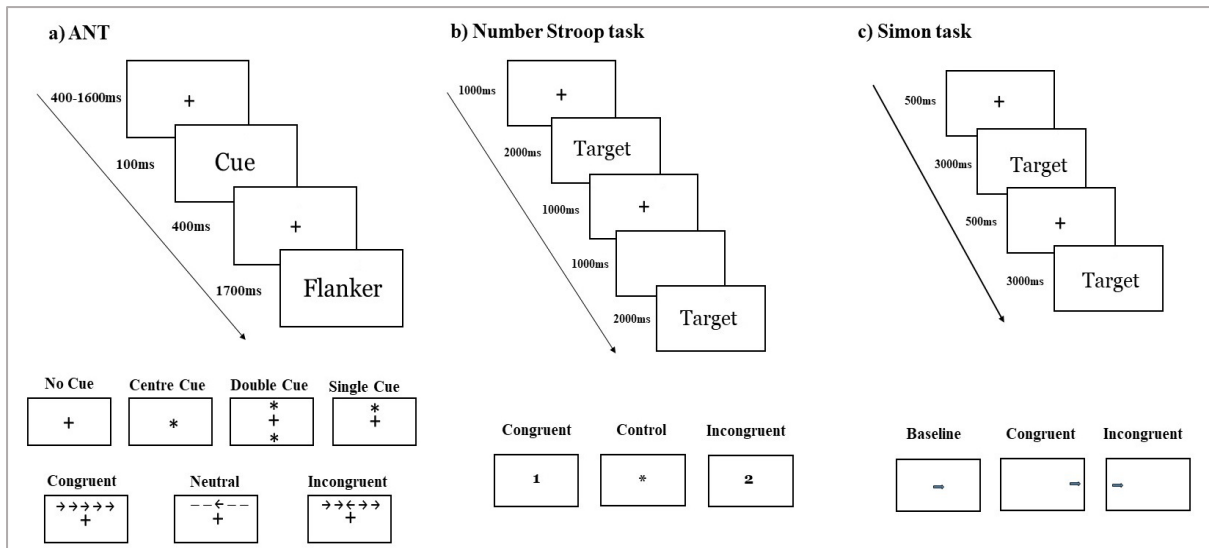 a) ANT
400-1600ms
+
100ms
Cue
400ms
+
1700ms
Flanker
No Cue
Centre Cue
Double Cue
Single Cue
+
*
*
+
*
*
+
Congruent
Neutral
Incongruent
→→→→→
+
——←——
+
→→←→→
+
b) Number Stroop task
1000ms
+
2000ms
Target
1000ms
+
1000ms
2000ms
Target
Congruent
Control
Incongruent
1
*
2
c) Simon task
500ms
+
3000ms
Target
500ms
+
3000ms
Target
Baseline
Congruent
Incongruent